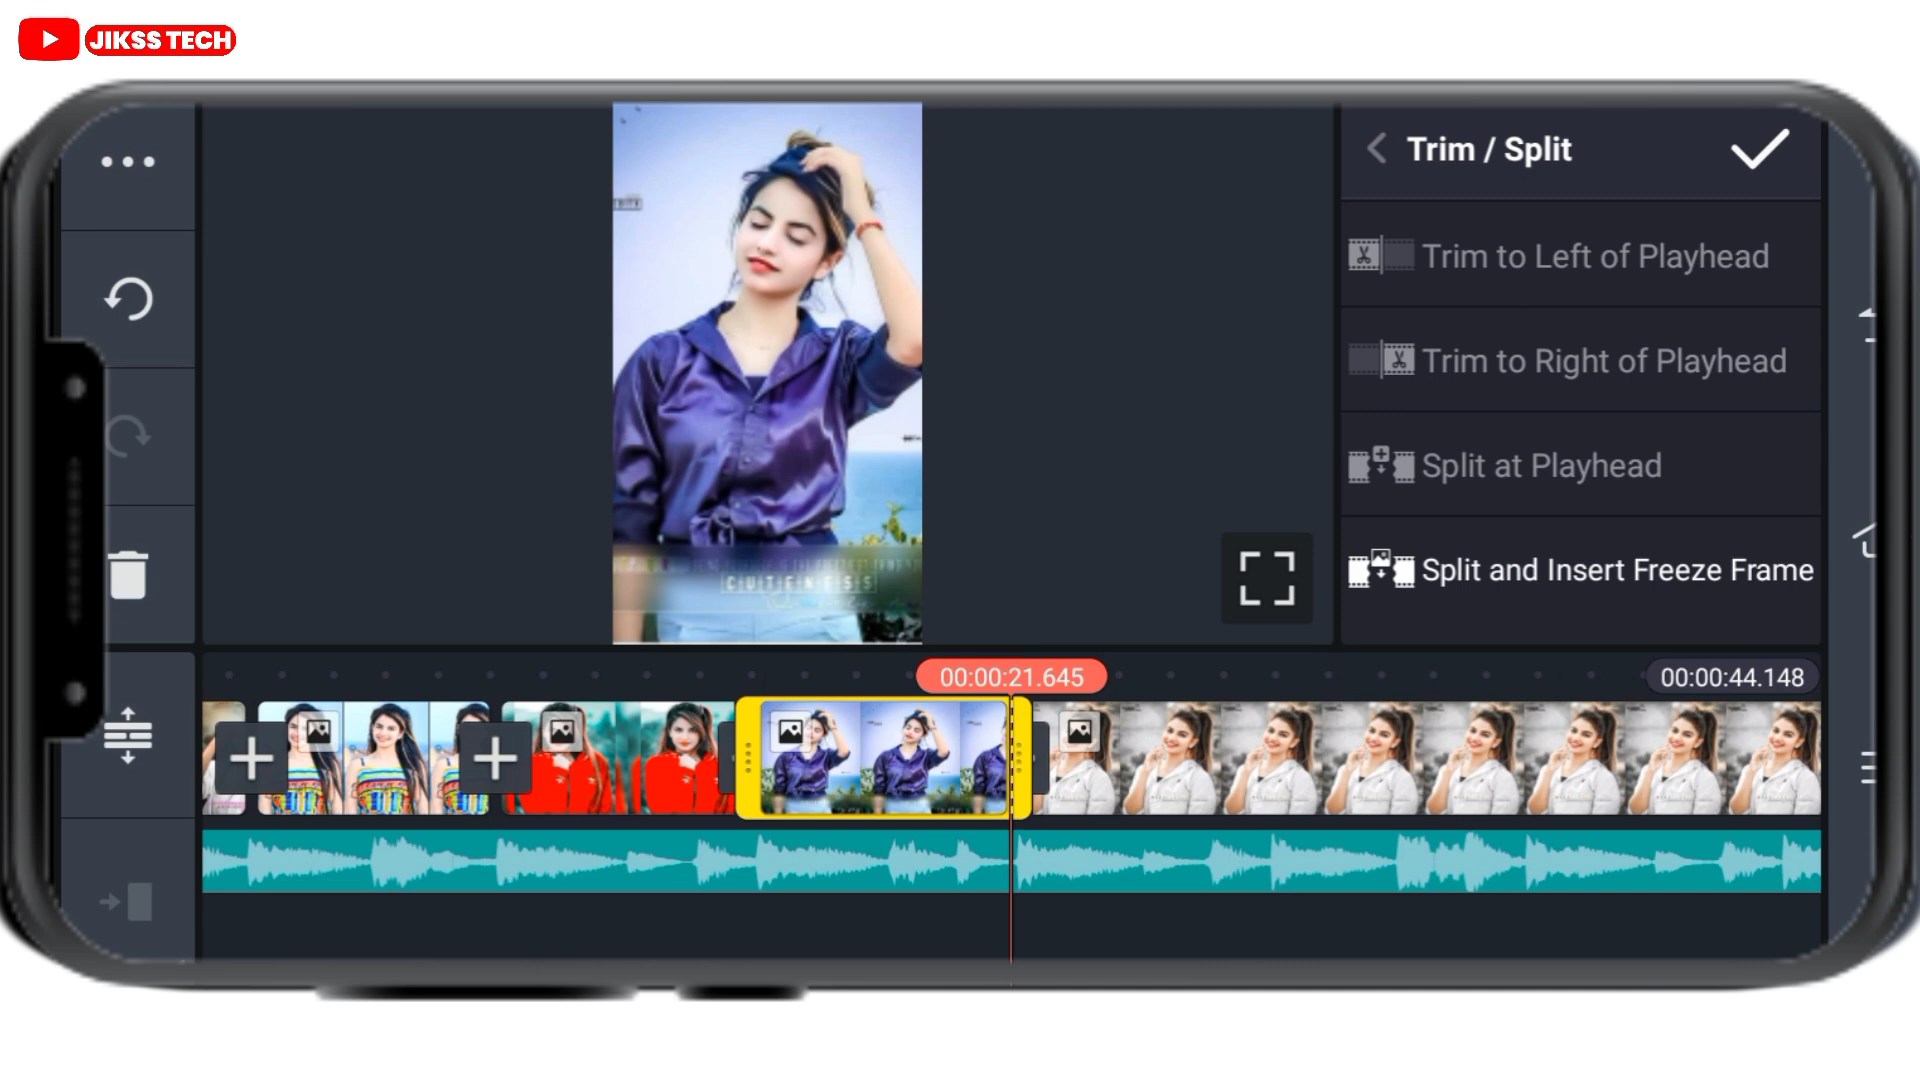 JIKSS TECH
Trim / Split
Trim to Left of Playhead
Trim to Right of Playhead
Split at Playhead
Split and Insert Freeze Frame
CUTENESS
00:00:21.645
00:00:44.148